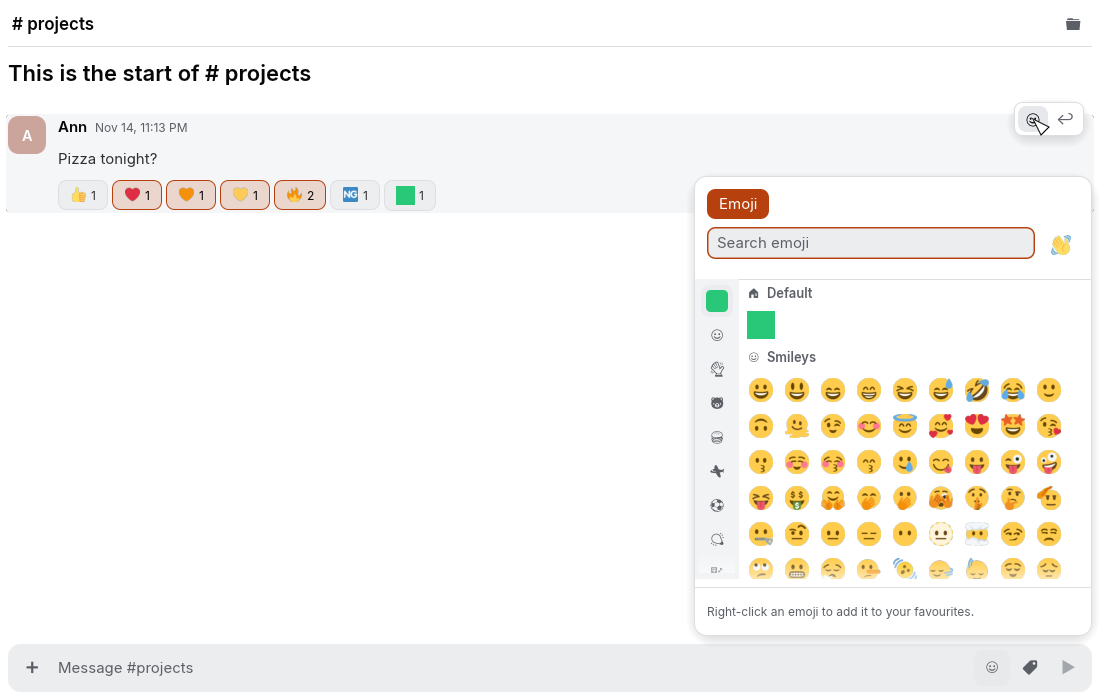 # projects
This is the start of # projects
A
Ann Nov 14, 11:13 PM
Pizza tonight?
1 1 1 1 2 NG 1 1
Emoji
Search emoji
Default
Smileys
Right-click an emoji to add it to your favourites.
Message #projects